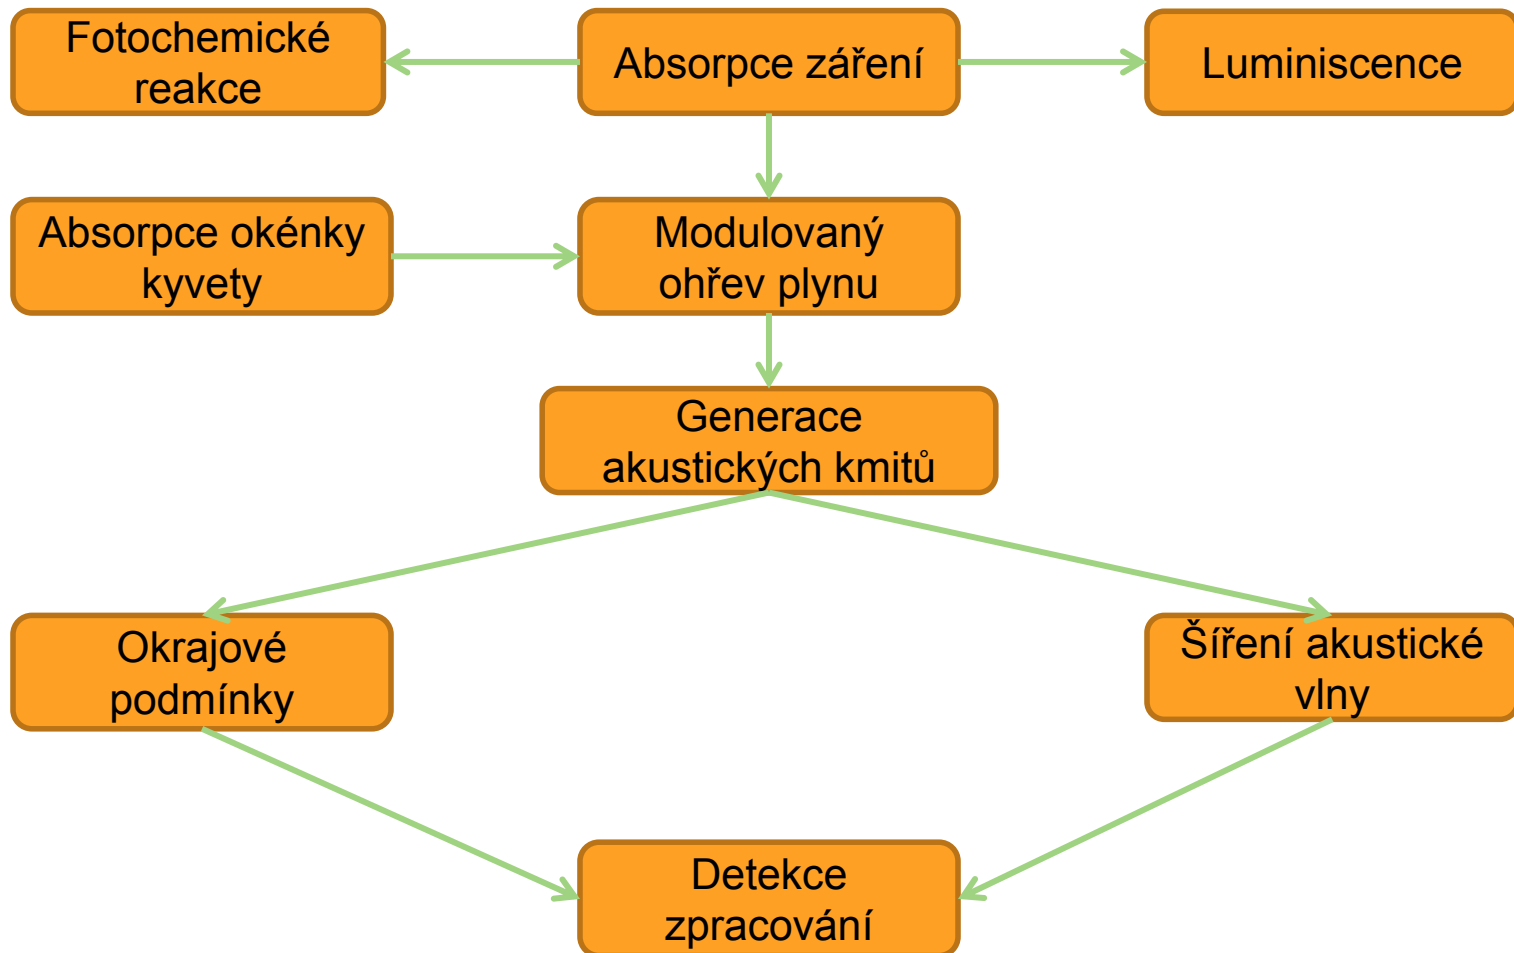 Fotochemické
reakce
Absorpce záření
Luminiscence
Absorpce okénky
kyvety
Modulovaný
ohřev plynu
Generace
akustických kmitů
Okrajové
podmínky
Šíření akustické
vlny
Detekce
zpracování